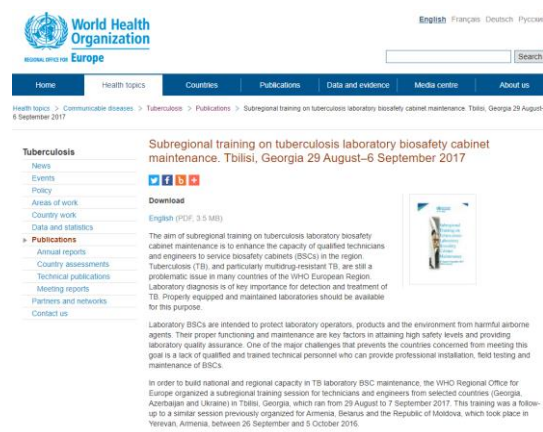 World Health
Organization
REGIONAL OFFICE FOR Europe
English Français Deutsch Русский
Search
Home Health topics Countries Publications Data and evidence Media centre About us
Health topics > Communicable diseases > Tuberculosis > Publications > Subregional training on tuberculosis laboratory biosafety cabinet maintenance. Tbilisi, Georgia 29 August-
6 September 2017
Tuberculosis
News
Events
Policy
Areas of work
Country work
Data and statistics
Publications
Annual reports
Country assessments
Technical publications
Meeting reports
Partners and networks
Contact us
Subregional training on tuberculosis laboratory biosafety cabinet
maintenance. Tbilisi, Georgia 29 August–6 September 2017
Download
English (PDF, 3.5 MB)
The aim of subregional training on tuberculosis laboratory biosafety
cabinet maintenance is to enhance the capacity of qualified technicians
and engineers to service biosafety cabinets (BSCs) in the region.
Tuberculosis (TB), and particularly multidrug-resistant TB, are still a
problematic issue in many countries of the WHO European Region.
Laboratory diagnosis is of key importance for detection and treatment of
TB. Properly equipped and maintained laboratories should be available
for this purpose.
Subregional
Training on
Tuberculosis
Laboratory
Biosafety
Cabinet
Maintenance
Laboratory BSCs are intended to protect laboratory operators, products and the environment from harmful airborne
agents. Their proper functioning and maintenance are key factors in attaining high safety levels and providing
laboratory quality assurance. One of the major challenges that prevents the countries concerned from meeting this
goal is a lack of qualified and trained technical personnel who can provide professional installation, field testing and
maintenance of BSCs.
In order to build national and regional capacity in TB laboratory BSC maintenance, the WHO Regional Office for
Europe organized a subregional training session for technicians and engineers from selected countries (Georgia,
Azerbaijan and Ukraine) in Tbilisi, Georgia, which ran from 29 August to 7 September 2017. This training was a follow-
up to a similar session previously organized for Armenia, Belarus and the Republic of Moldova, which took place in
Yerevan, Armenia, between 26 September and 5 October 2016.